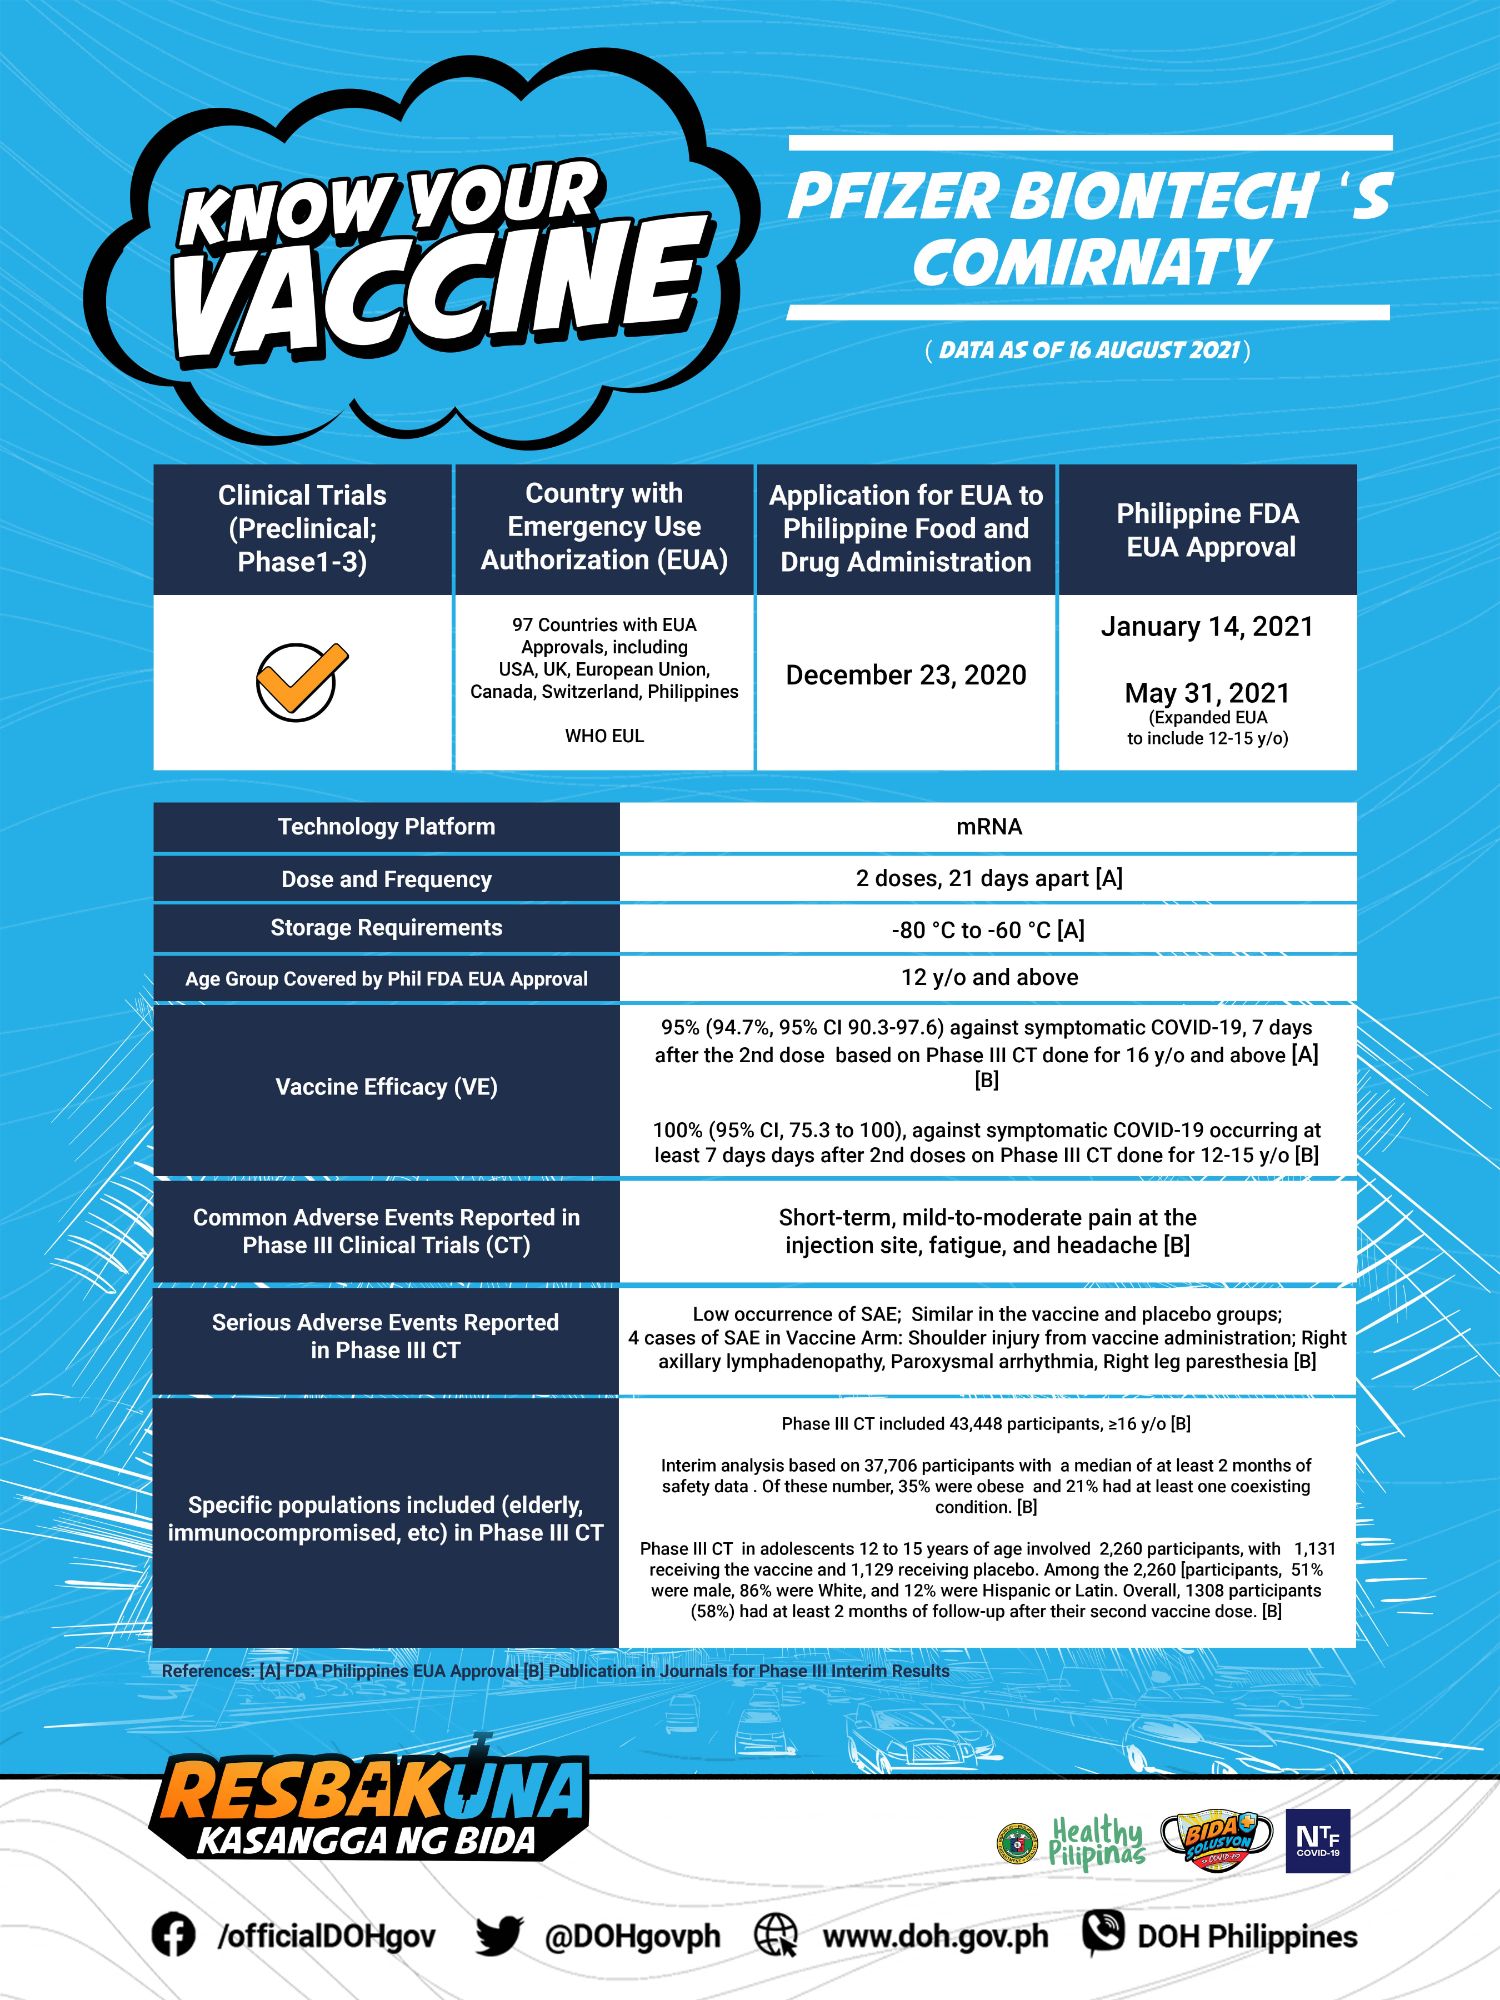 KNOW YOUR
VACCINE
PFIZER BIONTECH 'S
COMIRNATY
( DATA AS OF 16 AUGUST 2021 )
Clinical Trials
(Preclinical;
Phase1-3)
Country with
Emergency Use
Authorization (EUA)
Application for EUA to
Philippine Food and
Drug Administration
Philippine FDA
EUA Approval
97 Countries with EUA
Approvals, including
USA, UK, European Union,
Canada, Switzerland, Philippines
WHO EUL
December 23, 2020
January 14, 2021
May 31, 2021
(Expanded EUA
to include 12-15 y/o)
Technology Platform
mRNA
Dose and Frequency
2 doses, 21 days apart [A]
Storage Requirements
-80 °C to -60 °C [A]
Age Group Covered by Phil FDA EUA Approval
12 y/o and above
Vaccine Efficacy (VE)
95% (94.7%, 95% CI 90.3-97.6) against symptomatic COVID-19, 7 days
after the 2nd dose based on Phase III CT done for 16 y/o and above [A]
[B]
100% (95% CI, 75.3 to 100), against symptomatic COVID-19 occurring at
least 7 days days after 2nd doses on Phase III CT done for 12-15 y/o [B]
Common Adverse Events Reported in
Phase III Clinical Trials (CT)
Short-term, mild-to-moderate pain at the
injection site, fatigue, and headache [B]
Serious Adverse Events Reported
in Phase III CT
Low occurrence of SAE; Similar in the vaccine and placebo groups;
4 cases of SAE in Vaccine Arm: Shoulder injury from vaccine administration; Right
axillary lymphadenopathy, Paroxysmal arrhythmia, Right leg paresthesia [B]
Specific populations included (elderly,
immunocompromised, etc) in Phase III CT
Phase III CT included 43,448 participants, ≥16 y/o [B]
Interim analysis based on 37,706 participants with a median of at least 2 months of
safety data . Of these number, 35% were obese and 21% had at least one coexisting
condition. [B]
Phase III CT in adolescents 12 to 15 years of age involved 2,260 participants, with 1,131
receiving the vaccine and 1,129 receiving placebo. Among the 2,260 [participants, 51%
were male, 86% were White, and 12% were Hispanic or Latin. Overall, 1308 participants
(58%) had at least 2 months of follow-up after their second vaccine dose. [B]
References: [A] FDA Philippines EUA Approval [B] Publication in Journals for Phase III Interim Results
RESBAKUNA
KASANGGA NG BIDA
Healthy
Pilipinas
BIDA
SOLUSYON
NTF
COVID-19
/officialDOHgov
@DOHgovph
www.doh.gov.ph
DOH Philippines